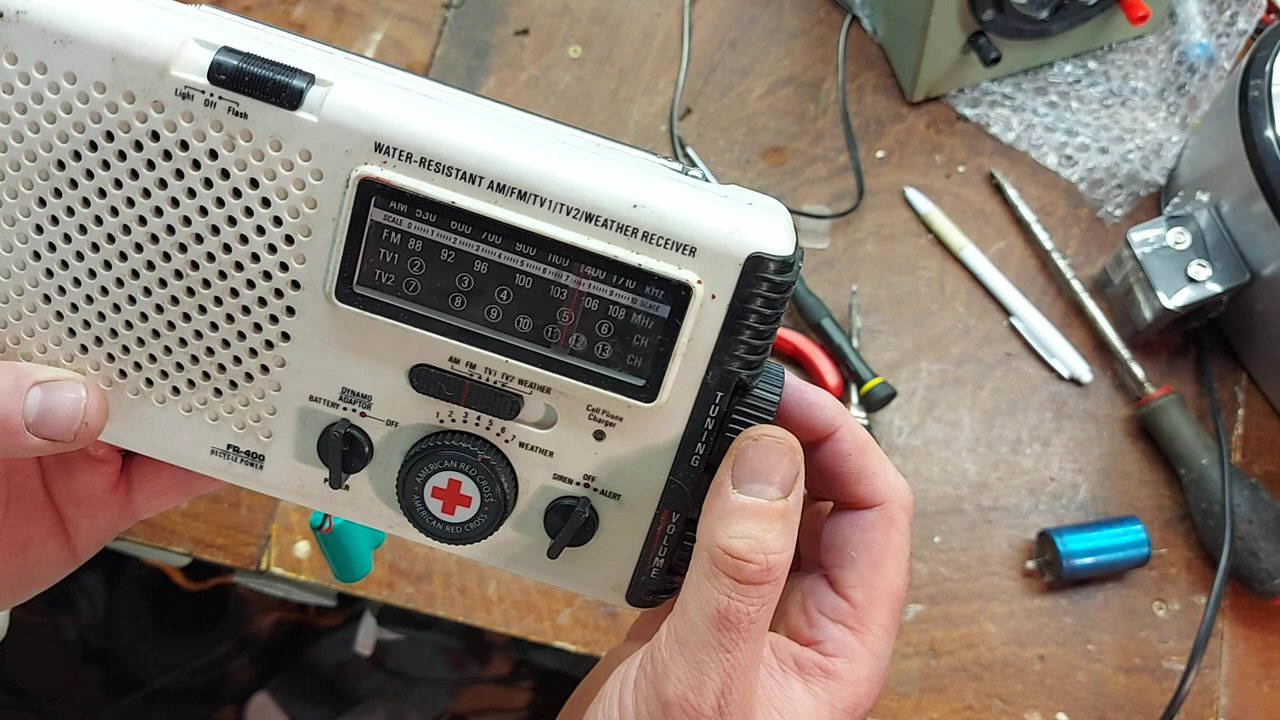 Light Off Flash
WATER-RESISTANT AM/FM/TV1/TV2/WEATHER RECEIVER
AM 530 600 700 900 1100 1400 1710 KHZ
SCALE 0 1 2 3 4 5 6 7 8 9 10 SCALE
FM 88 92 96 100 103 106 108 MHz
TV1 2 3 4 5 6 CH
TV2 7 8 9 10 11 12 13 CH
AM FM TV1 TV2 WEATHER
1 2 3 4 5 6 7 WEATHER
Cell Phone
Charger
DYNAMO
ADAPTOR
BATTERY OFF
FR-400
RECYCLE POWER
AMERICAN RED CROSS
AMERICAN RED CROSS
OFF
SIREN ALERT
TUNING
VOLUME